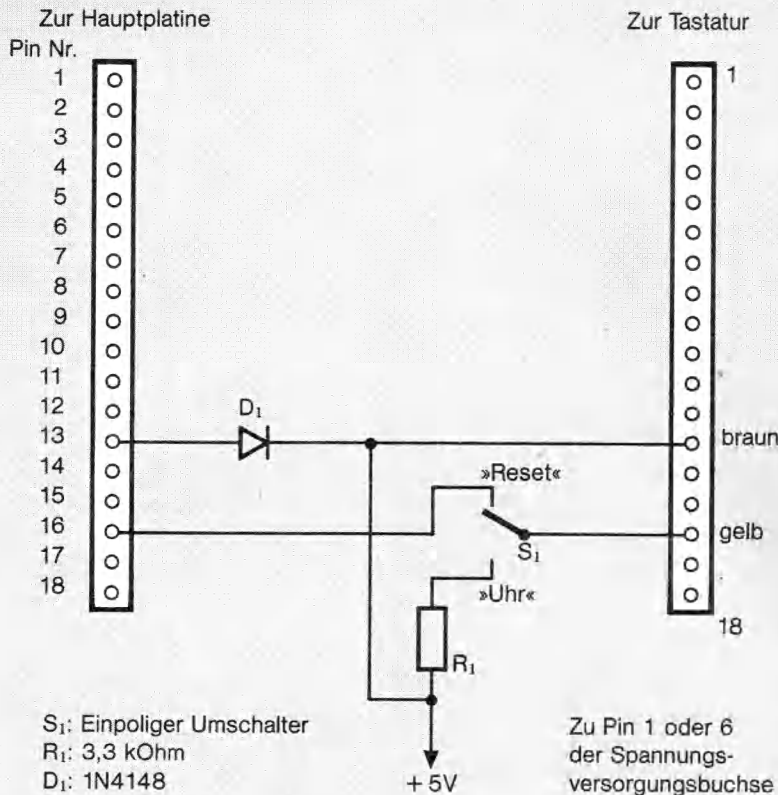 Zur Hauptplatine
Zur Tastatur
Pin Nr.
1
1
2
3
4
5
6
7
8
9
10
11
12
D1
13
braun
14
»Reset«
15
16
gelb
S1
17
»Uhr«
18
18
R1
S1: Einpoliger Umschalter
R1: 3,3 kOhm
D1: 1N4148
+ 5V
Zu Pin 1 oder 6
der Spannungs-
versorgungsbuchse